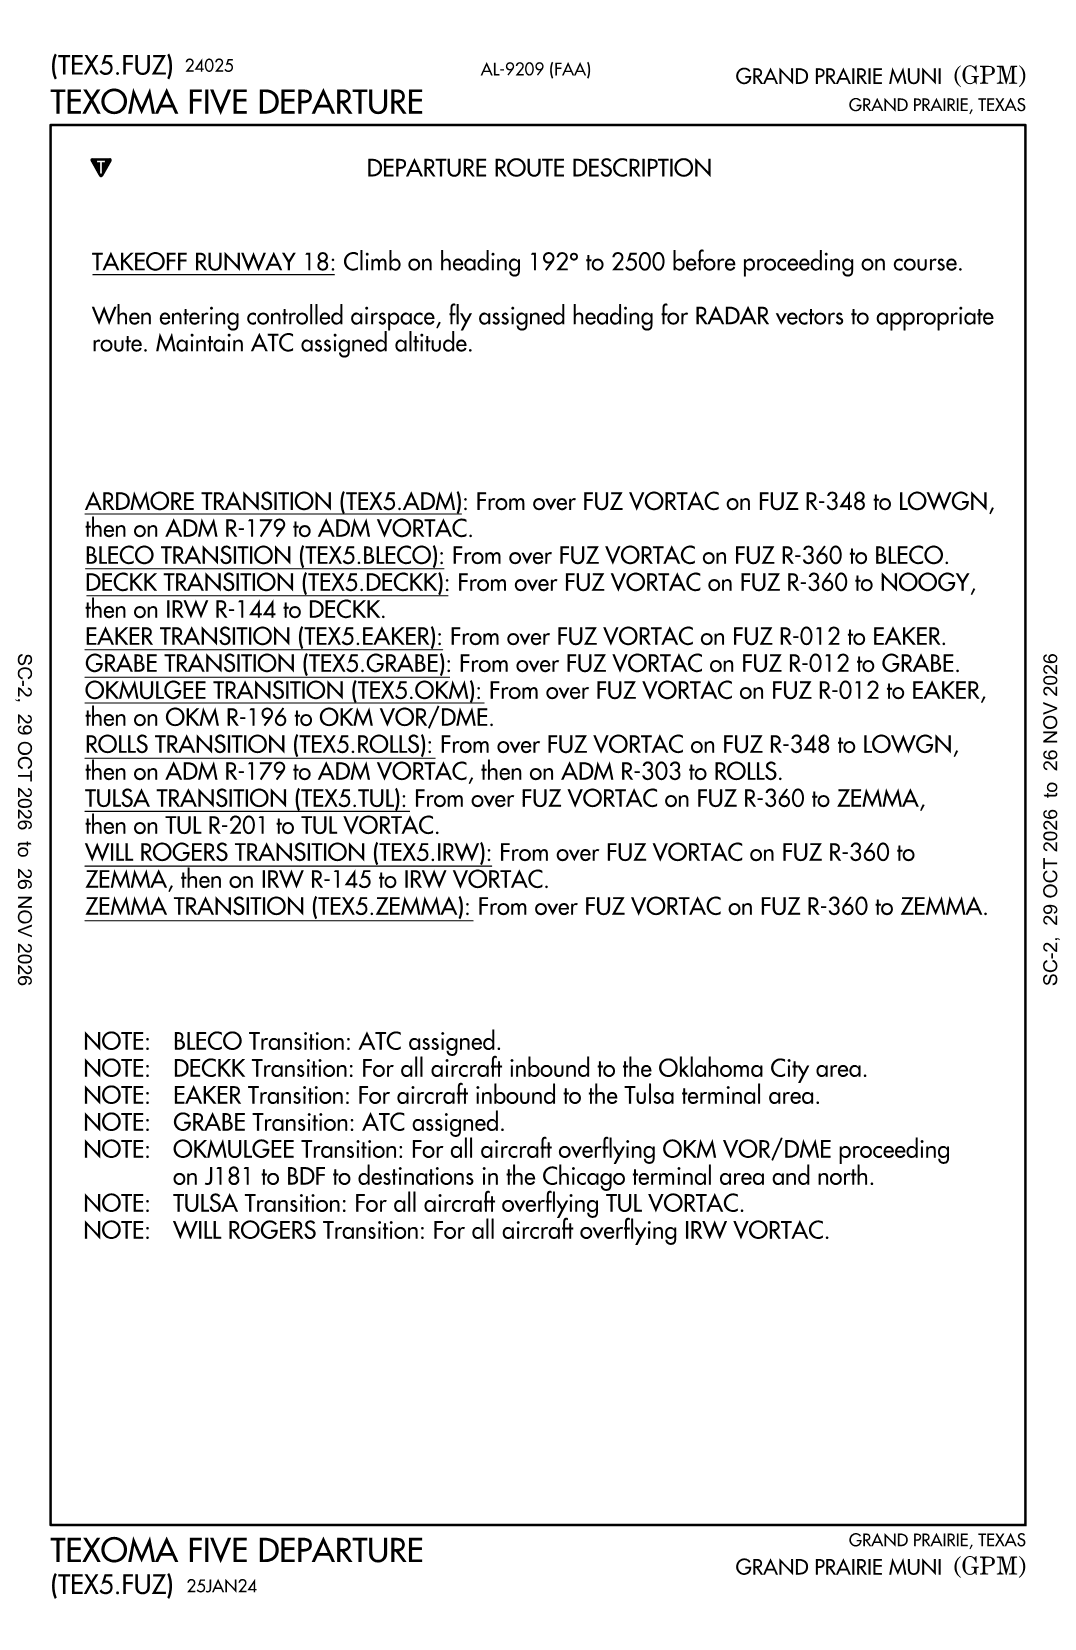 (TEX5.FUZ) 24025
AL-9209 (FAA)
GRAND PRAIRIE MUNI (GPM)
TEXOMA FIVE DEPARTURE
GRAND PRAIRIE, TEXAS
T
DEPARTURE ROUTE DESCRIPTION
TAKEOFF RUNWAY 18: Climb on heading 192° to 2500 before proceeding on course.
When entering controlled airspace, fly assigned heading for RADAR vectors to appropriate
route. Maintain ATC assigned altitude.
ARDMORE TRANSITION (TEX5.ADM): From over FUZ VORTAC on FUZ R-348 to LOWGN,
then on ADM R-179 to ADM VORTAC.
BLECO TRANSITION (TEX5.BLECO): From over FUZ VORTAC on FUZ R-360 to BLECO.
DECKK TRANSITION (TEX5.DECKK): From over FUZ VORTAC on FUZ R-360 to NOOGY,
then on IRW R-144 to DECKK.
EAKER TRANSITION (TEX5.EAKER): From over FUZ VORTAC on FUZ R-012 to EAKER.
GRABE TRANSITION (TEX5.GRABE): From over FUZ VORTAC on FUZ R-012 to GRABE.
OKMULGEE TRANSITION (TEX5.OKM): From over FUZ VORTAC on FUZ R-012 to EAKER,
then on OKM R-196 to OKM VOR/DME.
ROLLS TRANSITION (TEX5.ROLLS): From over FUZ VORTAC on FUZ R-348 to LOWGN,
then on ADM R-179 to ADM VORTAC, then on ADM R-303 to ROLLS.
TULSA TRANSITION (TEX5.TUL): From over FUZ VORTAC on FUZ R-360 to ZEMMA,
then on TUL R-201 to TUL VORTAC.
WILL ROGERS TRANSITION (TEX5.IRW): From over FUZ VORTAC on FUZ R-360 to
ZEMMA, then on IRW R-145 to IRW VORTAC.
ZEMMA TRANSITION (TEX5.ZEMMA): From over FUZ VORTAC on FUZ R-360 to ZEMMA.
NOTE: BLECO Transition: ATC assigned.
NOTE: DECKK Transition: For all aircraft inbound to the Oklahoma City area.
NOTE: EAKER Transition: For aircraft inbound to the Tulsa terminal area.
NOTE: GRABE Transition: ATC assigned.
NOTE: OKMULGEE Transition: For all aircraft overflying OKM VOR/DME proceeding
on J181 to BDF to destinations in the Chicago terminal area and north.
NOTE: TULSA Transition: For all aircraft overflying TUL VORTAC.
NOTE: WILL ROGERS Transition: For all aircraft overflying IRW VORTAC.
SC-2, 29 OCT 2026 to 26 NOV 2026
SC-2, 29 OCT 2026 to 26 NOV 2026
TEXOMA FIVE DEPARTURE
(TEX5.FUZ) 25JAN24
GRAND PRAIRIE, TEXAS
GRAND PRAIRIE MUNI (GPM)